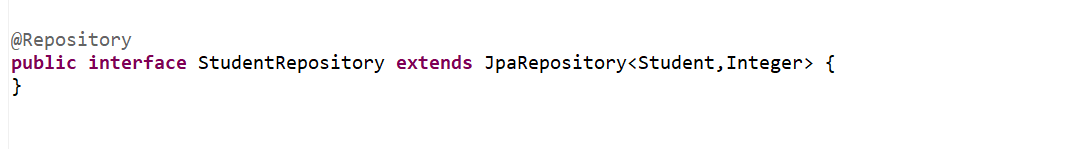 @Repository
public interface StudentRepository extends JpaRepository<Student,Integer> {
}